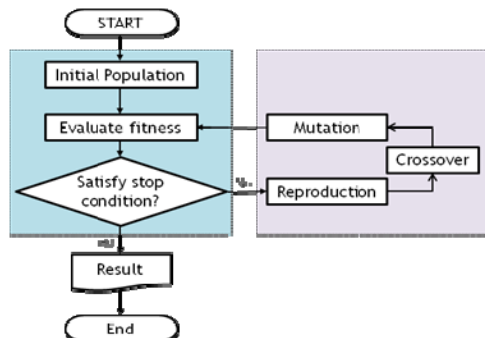 START
Initial Population
Evaluate fitness
Mutation
Crossover
Satisfy stop
condition?
Reproduction
Result
End